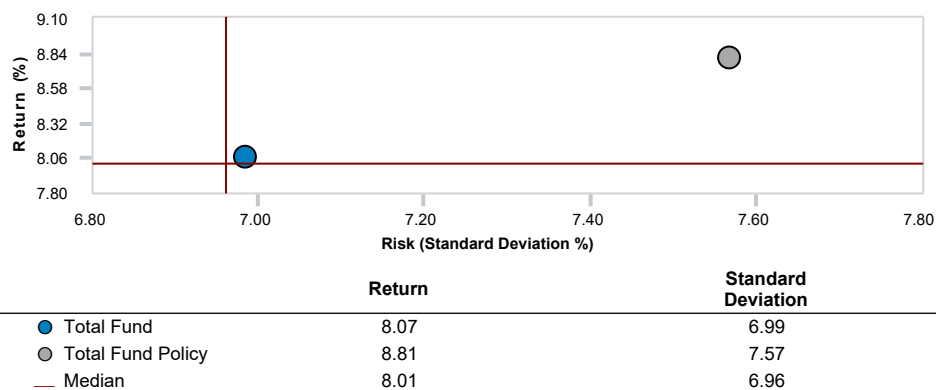 9.10
8.84
8.58
8.32
8.06
7.80
Return (%)
6.80 7.00 7.20 7.40 7.60 7.80
Risk (Standard Deviation %)
Return Standard Deviation
Total Fund 8.07 6.99
Total Fund Policy 8.81 7.57
Median 8.01 6.96